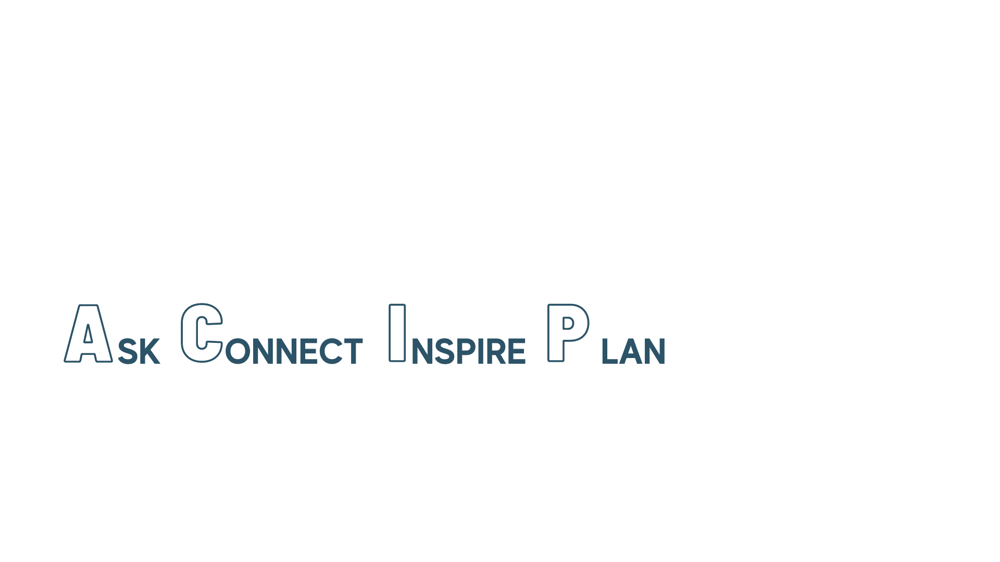 ASK CONNECT INSPIRE PLAN